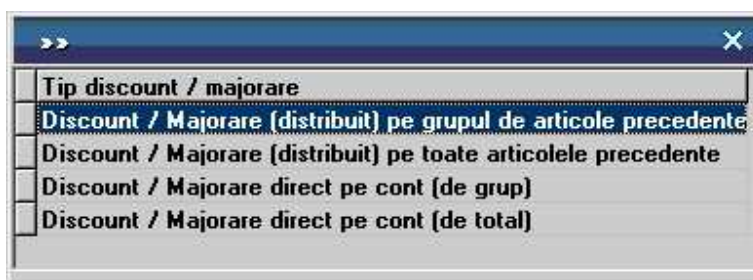 »
Tip discount / majorare
Discount / Majorare (distribuit) pe grupul de articole precedente
Discount / Majorare (distribuit) pe toate articolele precedente
Discount / Majorare direct pe cont (de grup)
Discount / Majorare direct pe cont (de total)